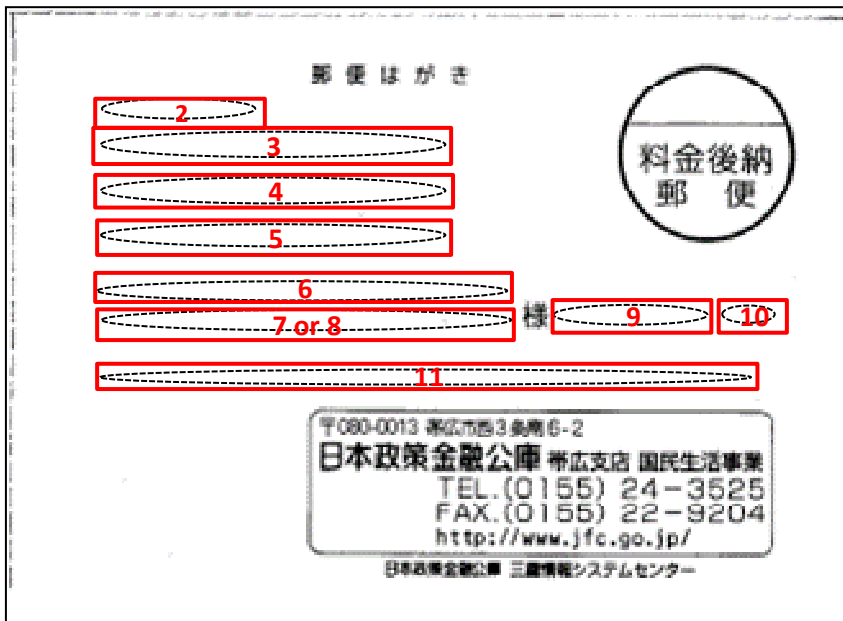 郵便はがき
料金後納
郵便
2
3
4
5
6
7 or 8
様
9
10
11
〒080-0013 帯広市西3条南6-2
日本政策金融公庫 帯広支店 国民生活事業
TEL.(0155) 24-3525
FAX.(0155) 22-9204
http://www.jfc.go.jp/
日本政策金融公庫 三鷹情報システムセンター